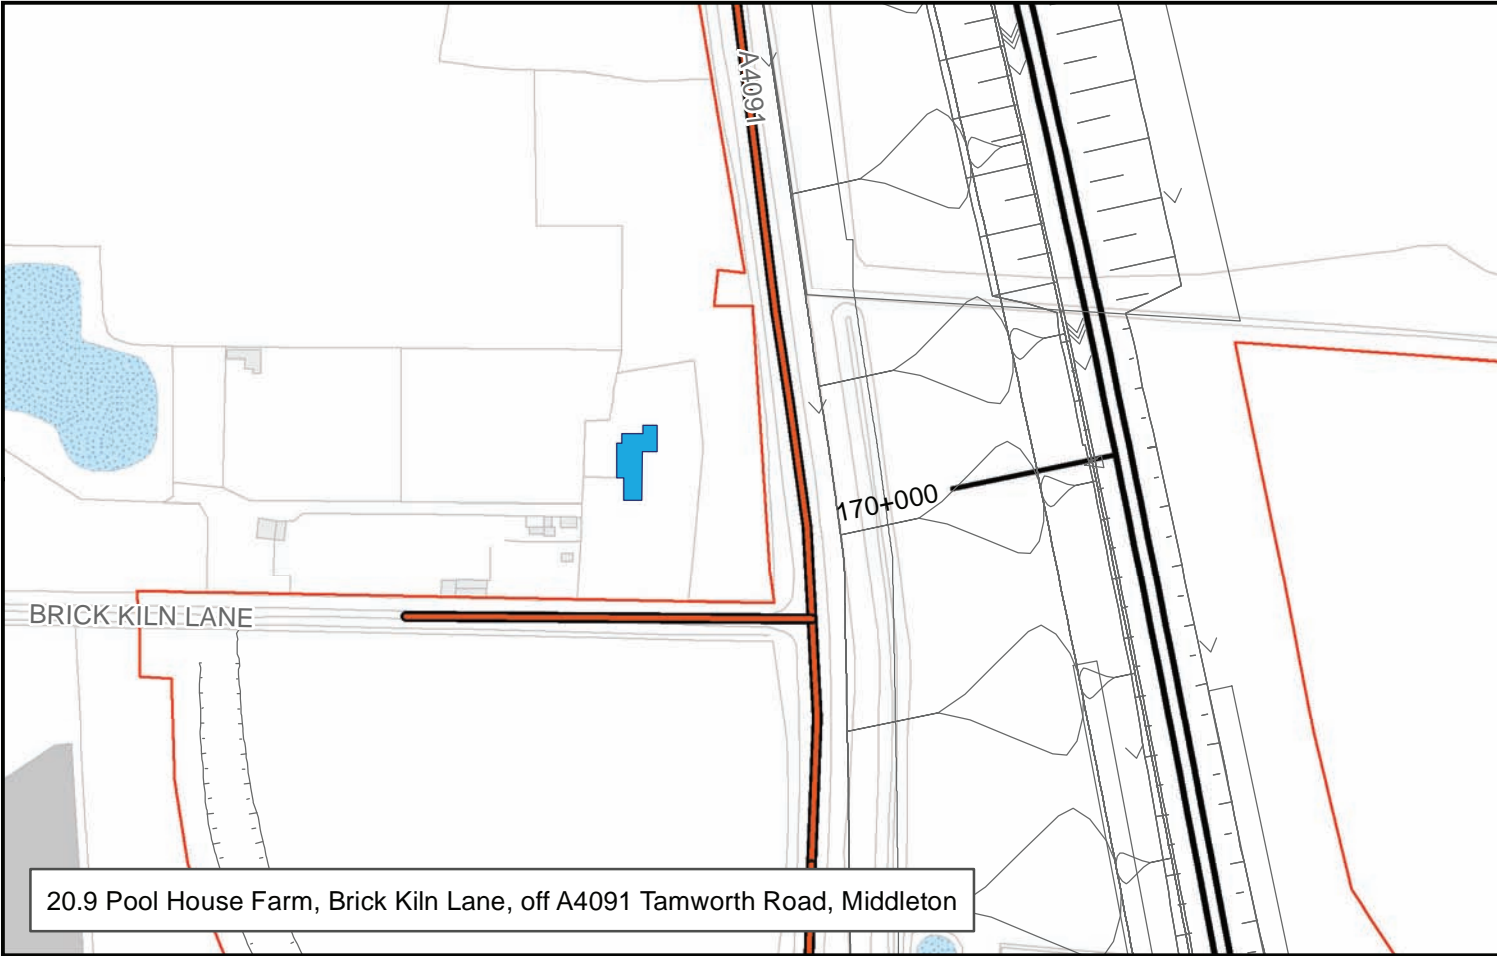 A4091
170+000
BRICK KILN LANE
20.9 Pool House Farm, Brick Kiln Lane, off A4091 Tamworth Road, Middleton